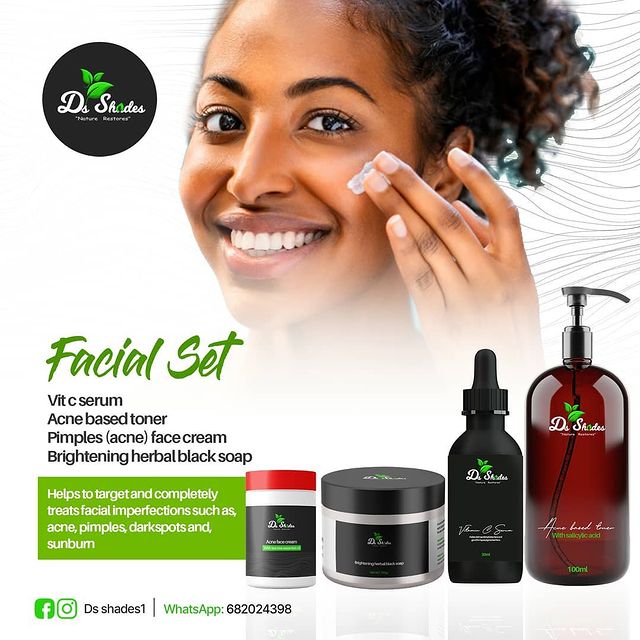 Ds Shades
"Nature Restores"
Facial Set
Vit c serum
Acne based toner
Pimples (acne) face cream
Brightening herbal black soap
Helps to target and completely
treats facial imperfections such as,
acne, pimples, darkspots and,
sunburn
Ds Shades
Acne face cream
Ds Shades
Brightening herbal black soap
Ds Shades
"Nature Restores"
Vitamin C Serum
30ml
Ds Shades
"Nature Restores"
Acne based toner
With salicylic acid
100ml
Ds shades1 | WhatsApp: 682024398